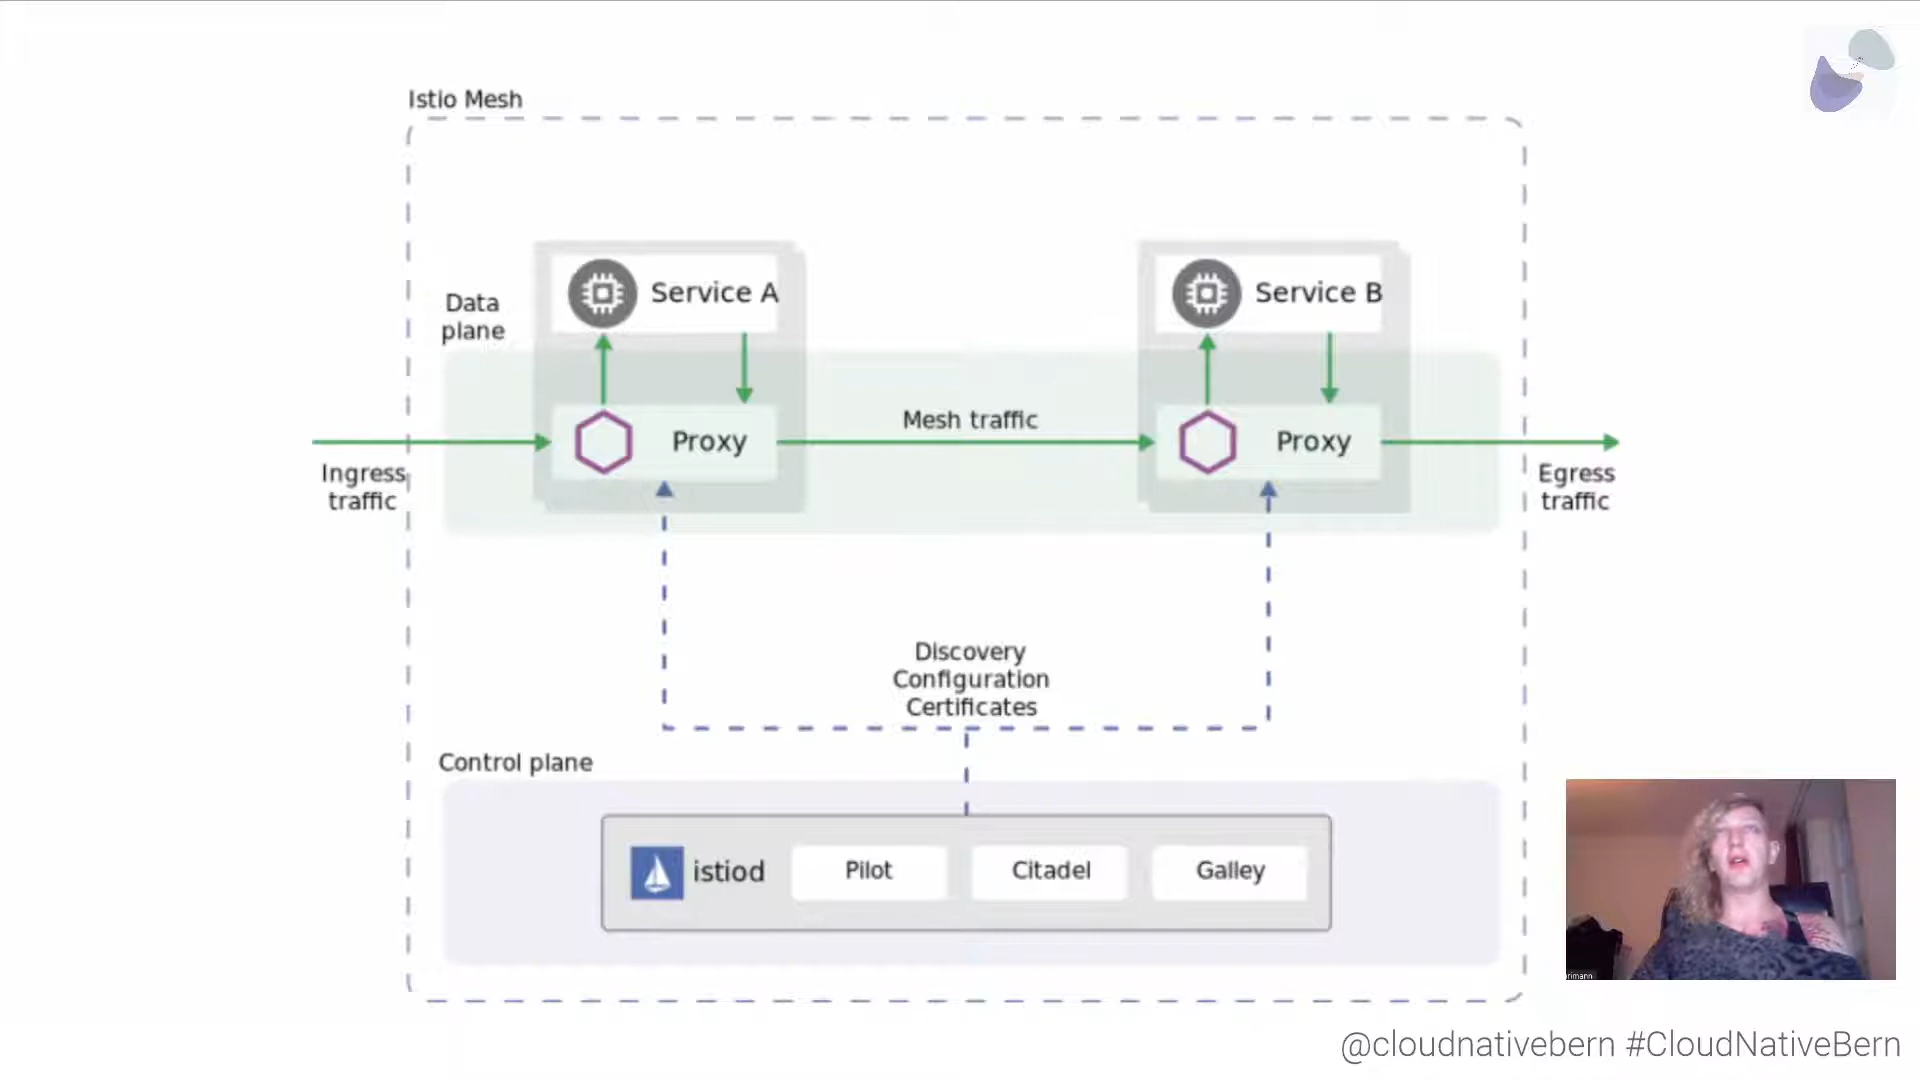 Istio Mesh
Data
plane
Service A
Service B
Proxy
Mesh traffic
Proxy
Ingress
traffic
Egress
traffic
Discovery
Configuration
Certificates
Control plane
istiod
Pilot
Citadel
Galley
rimann
@cloudnativebern #CloudNativeBern